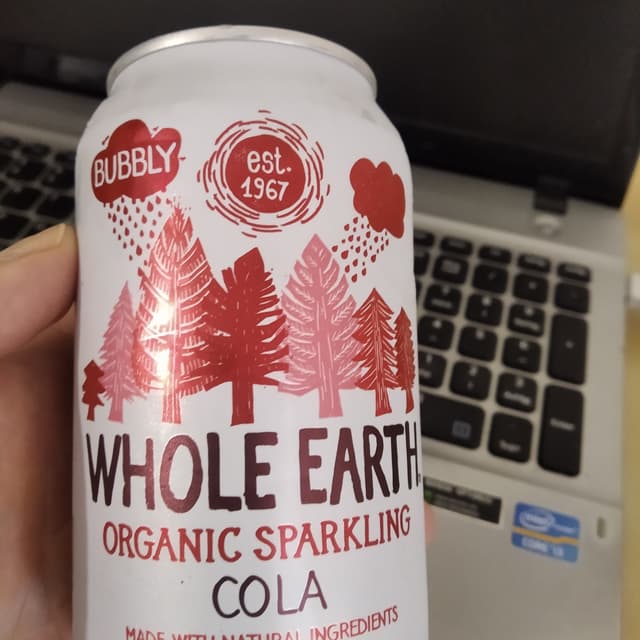 BUBBLY
est.
1967
WHOLE EARTH
ORGANIC SPARKLING
COLA
MADE WITH NATURAL INGREDIENTS